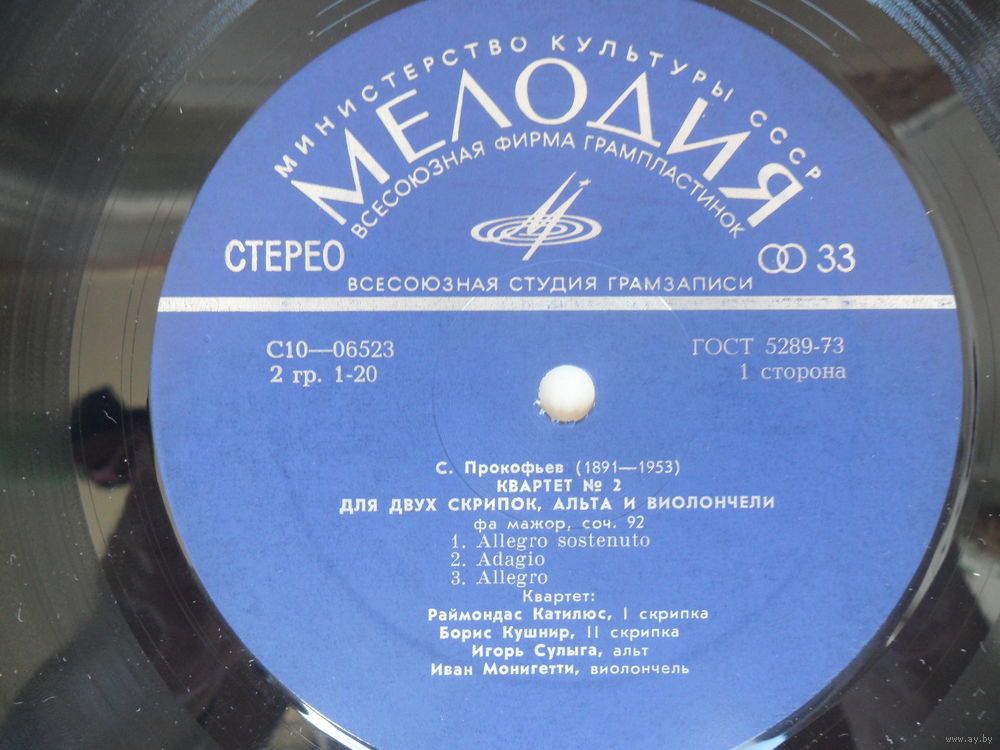 МИНИСТЕРСТВО КУЛЬТУРЫ СССР
МЕЛОДИЯ
ВСЕСОЮЗНАЯ ФИРМА ГРАМПЛАСТИНОК
СТЕРЕО
33
ВСЕСОЮЗНАЯ СТУДИЯ ГРАМЗАПИСИ
С10—06523
ГОСТ 5289-73
2 гр. 1-20
1 сторона
С. Прокофьев (1891—1953)
КВАРТЕТ № 2
ДЛЯ ДВУХ СКРИПОК, АЛЬТА И ВИОЛОНЧЕЛИ
фа мажор, соч. 92
1. Allegro sostenuto
2. Adagio
3. Allegro
Квартет:
Раймондас Катилюс, I скрипка
Борис Кушнир, II скрипка
Игорь Сулыга, альт
Иван Монигетти, виолончель
www.ay.by